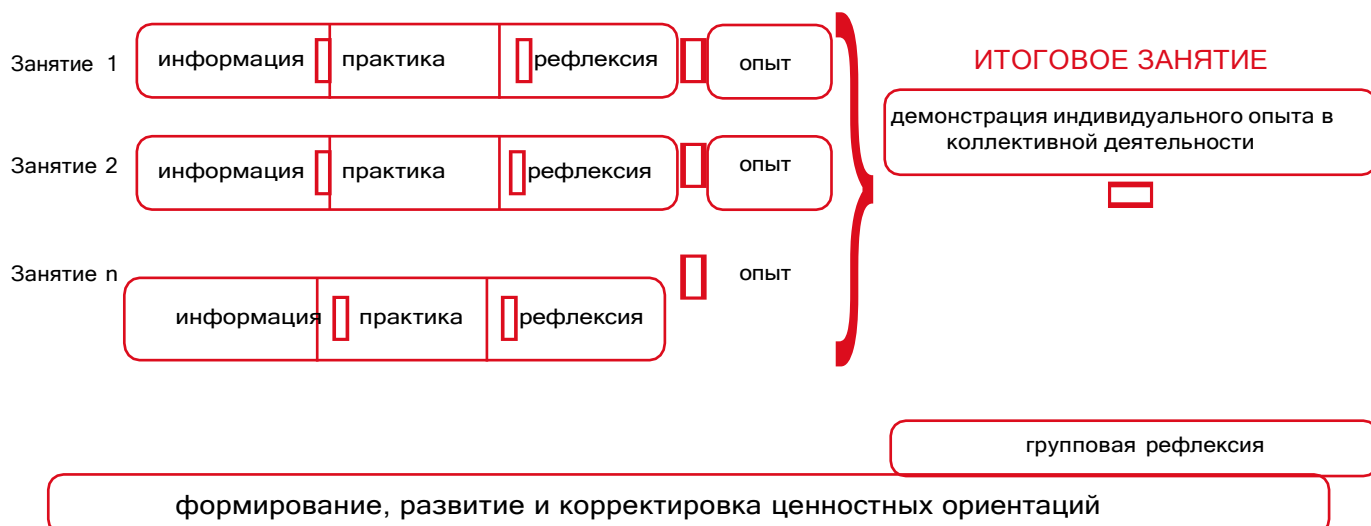 Занятие 1 информация практика рефлексия опыт
Занятие 2 информация практика рефлексия опыт
Занятие n опыт
информация практика рефлексия
ИТОГОВОЕ ЗАНЯТИЕ
демонстрация индивидуального опыта в
коллективной деятельности
групповая рефлексия
формирование, развитие и корректировка ценностных ориентаций